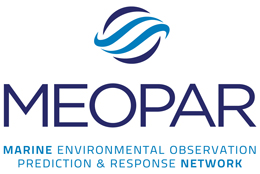 MEOPAR
MARINE ENVIRONMENTAL OBSERVATION
PREDICTION & RESPONSE NETWORK